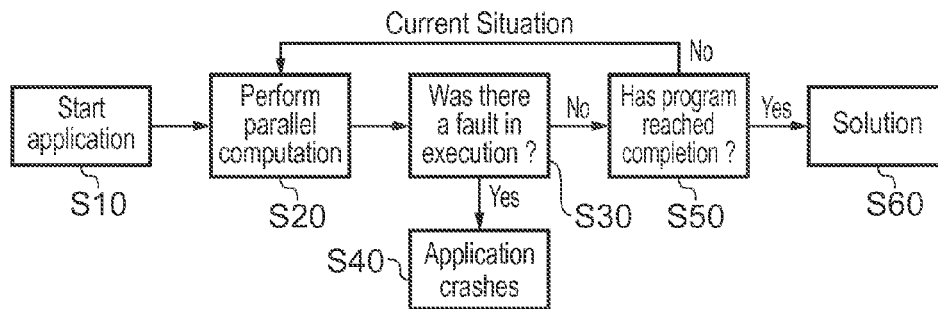 Current Situation
No
Start
application
Perform
parallel
computation
Was there
a fault in
execution ?
No
Has program
reached
completion ?
Yes
Solution
S10
S20
Yes
S30
S50
S60
S40
Application
crashes